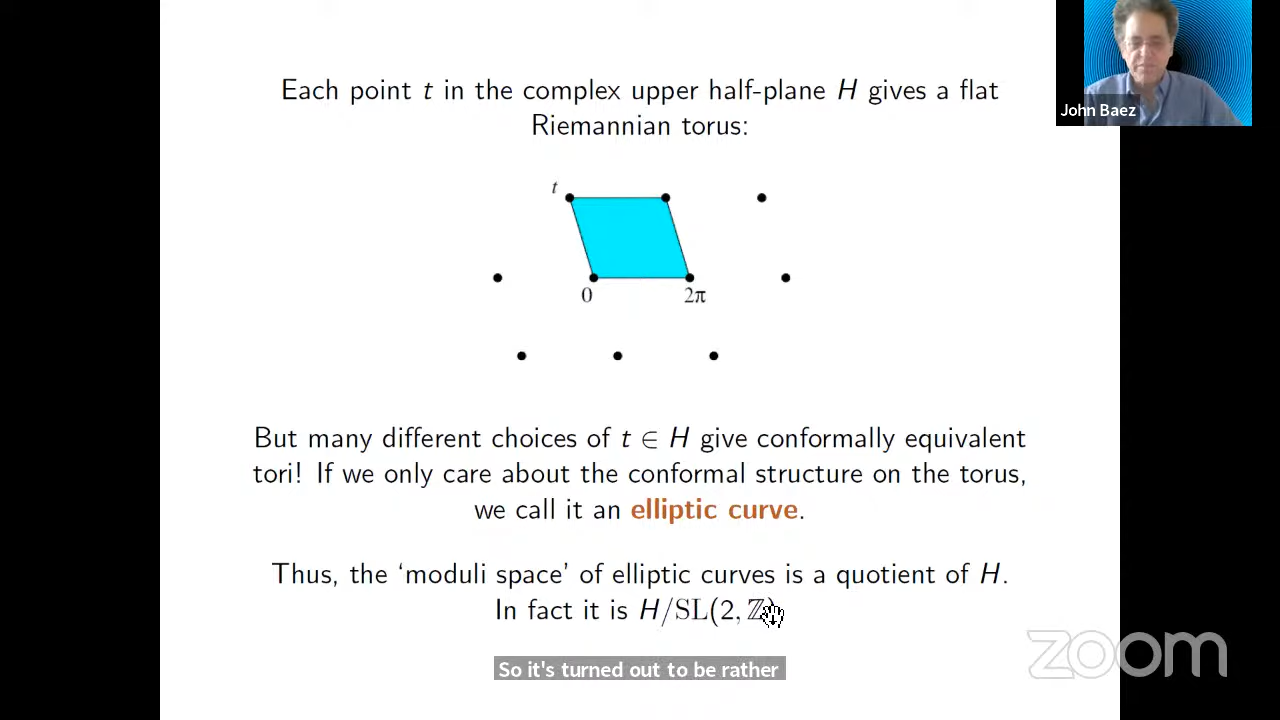 Each point t in the complex upper half-plane H gives a flat
Riemannian torus:
John Baez
t
0
2π
But many different choices of t ∈ H give conformally equivalent
tori! If we only care about the conformal structure on the torus,
we call it an elliptic curve.
Thus, the ‘moduli space’ of elliptic curves is a quotient of H.
In fact it is H/SL(2, ℤ)
zoom
So it's turned out to be rather